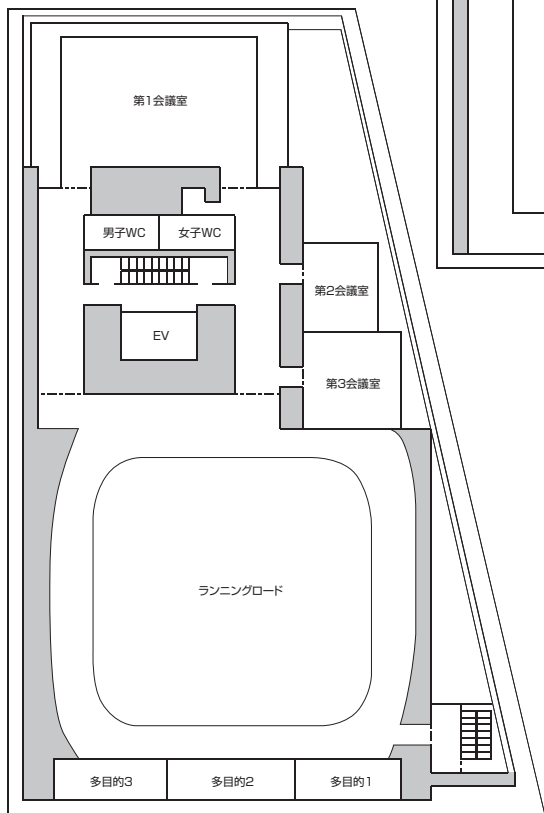 第1会議室
男子WC
女子WC
第2会議室
EV
第3会議室
ランニングロード
多目的3
多目的2
多目的1